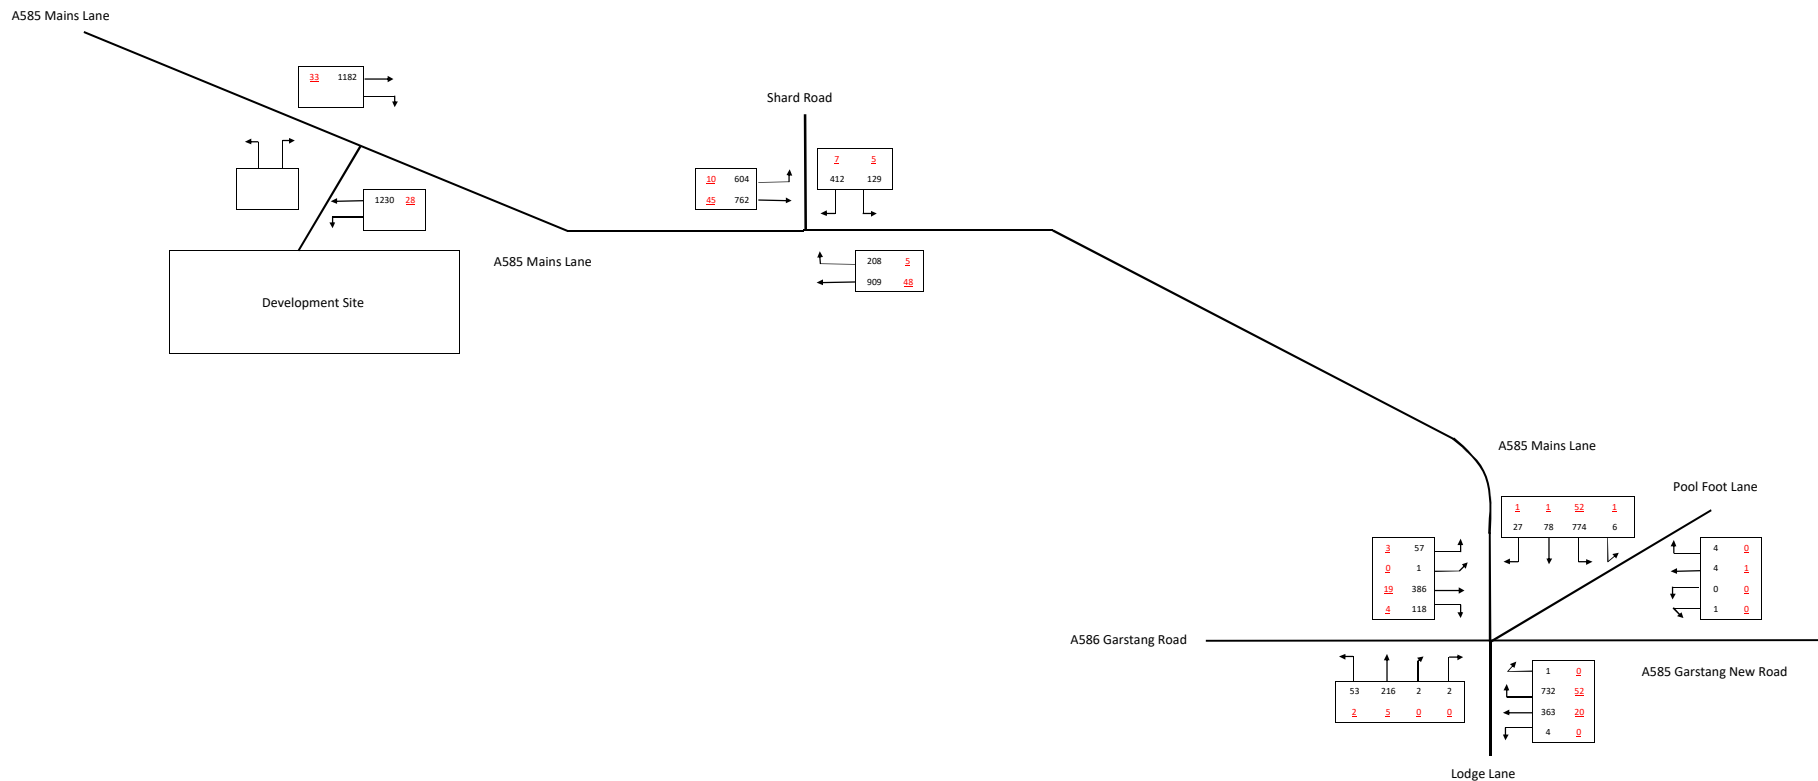 A585 Mains Lane
33 1182
Shard Road
7 5
412 129
10 604
45 762
1230 28
A585 Mains Lane
208 5
909 48
Development Site
A585 Mains Lane
Pool Foot Lane
1 1 52 1
27 78 774 6
3 57
0 1
19 386
4 118
4 0
4 1
0 0
1 0
A586 Garstang Road
A585 Garstang New Road
53 216 2 2
2 5 0 0
1 0
732 52
363 20
4 0
Lodge Lane